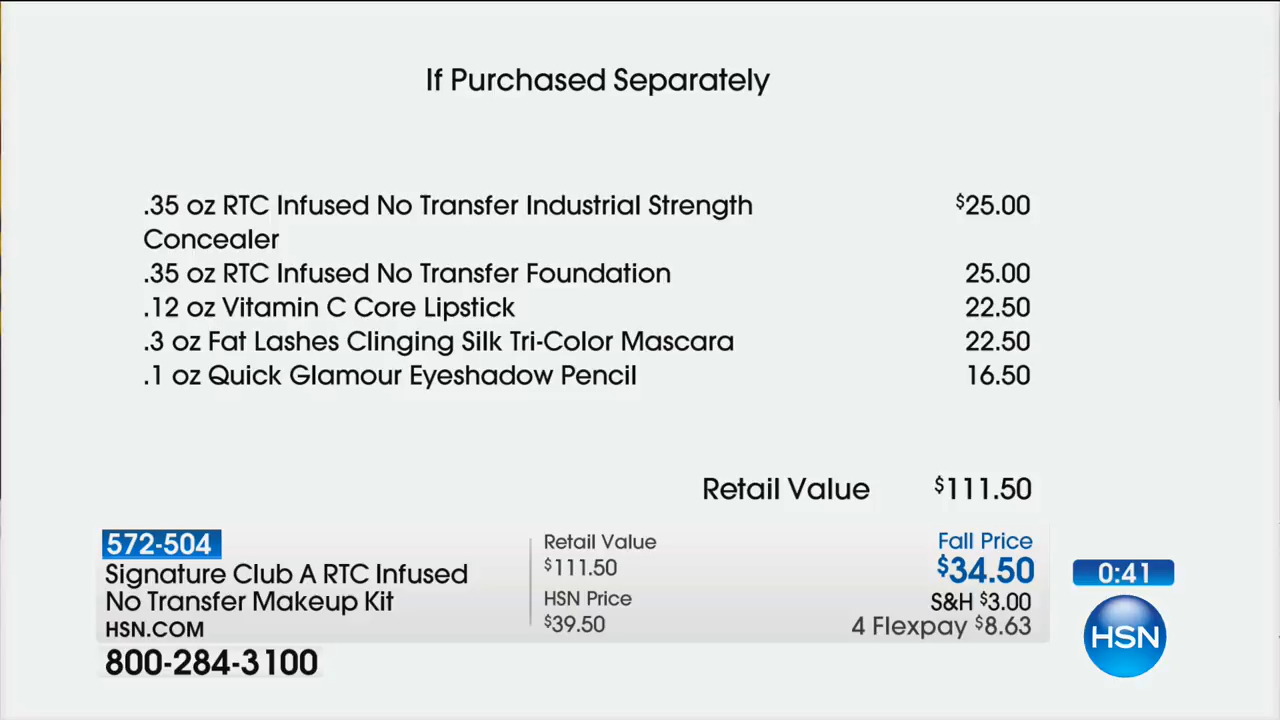 If Purchased Separately
.35 oz RTC Infused No Transfer Industrial Strength $25.00
Concealer
.35 oz RTC Infused No Transfer Foundation 25.00
.12 oz Vitamin C Core Lipstick 22.50
.3 oz Fat Lashes Clinging Silk Tri-Color Mascara 22.50
.1 oz Quick Glamour Eyeshadow Pencil 16.50
Retail Value $111.50
572-504
Signature Club A RTC Infused
No Transfer Makeup Kit
HSN.COM
800-284-3100
Retail Value
$111.50
HSN Price
$39.50
Fall Price
$34.50
S&H $3.00
4 Flexpay $8.63
0:41
HSN